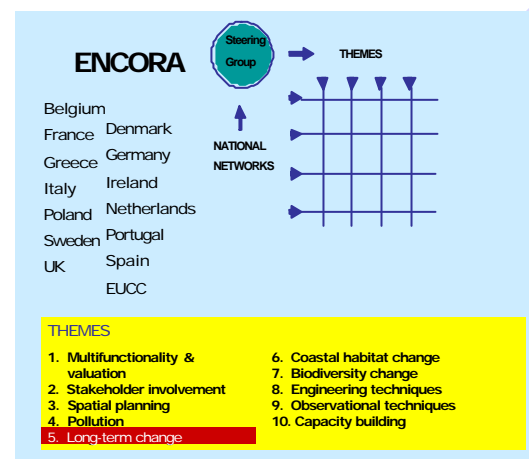 ENCORA
Steering
Group
THEMES
NATIONAL
NETWORKS
Belgium
France
Greece
Italy
Poland
Sweden
UK
Denmark
Germany
Ireland
Netherlands
Portugal
Spain
EUCC
THEMES
1. Multifunctionality &
valuation
2. Stakeholder involvement
3. Spatial planning
4. Pollution
5. Long-term change
6. Coastal habitat change
7. Biodiversity change
8. Engineering techniques
9. Observational techniques
10. Capacity building